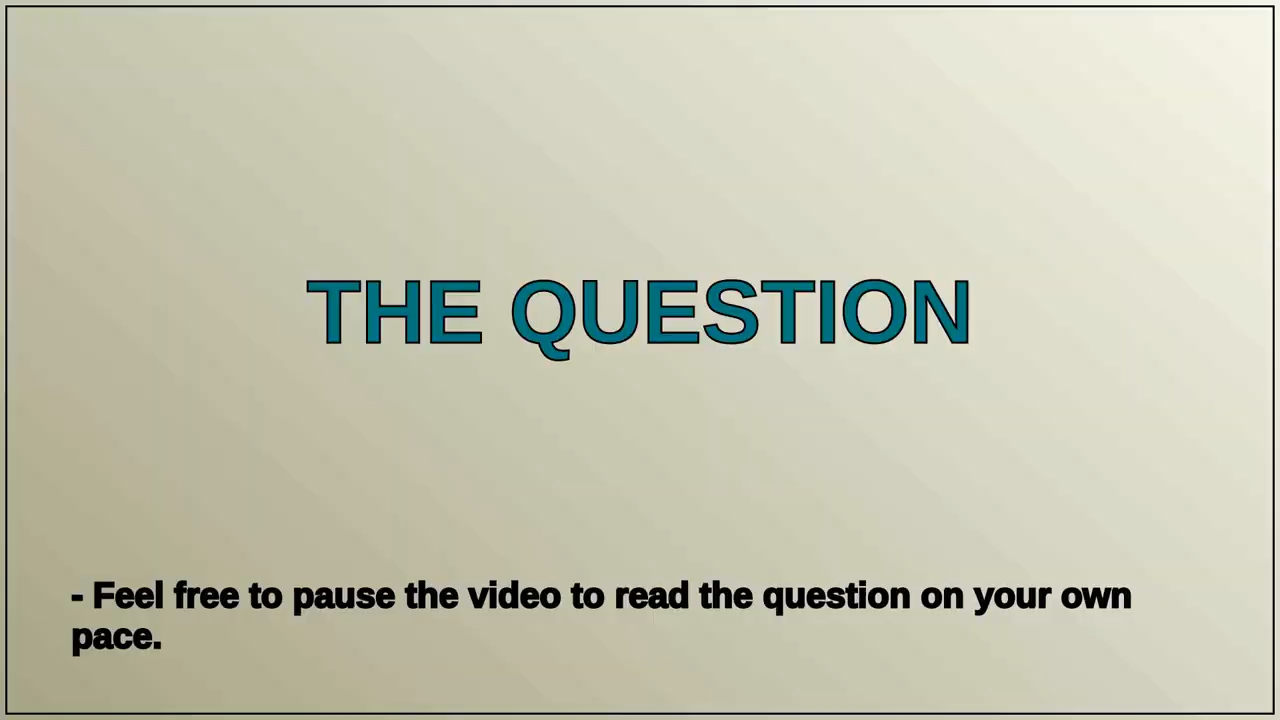 THE QUESTION
- Feel free to pause the video to read the question on your own
pace.